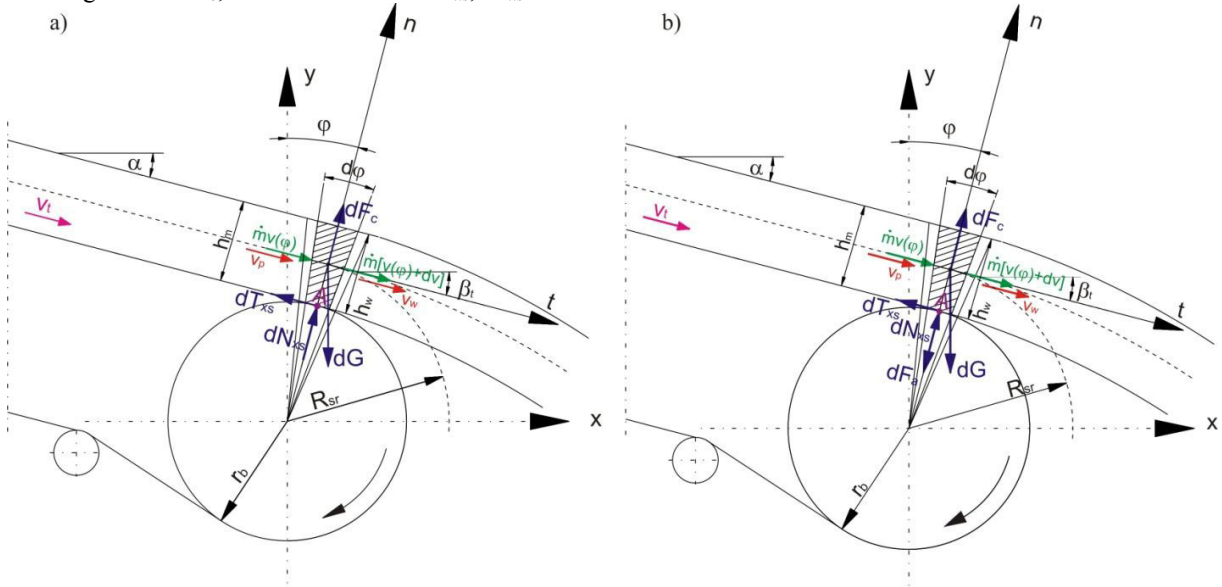 a)
n
y
φ
α
dφ
v_t
h_m
dF_c
ṁv(φ)
v_p
ṁ[v(φ)+dv]
v_w
β_t
t
dT_xs
A
h_w
dN_xs
dG
R_sr
x
r_b
b)
n
y
φ
α
dφ
v_t
h_m
dF_c
ṁv(φ)
v_p
ṁ[v(φ)+dv]
v_w
β_t
t
dT_xs
A
h_w
dN_xs
dF_a
dG
R_sr
x
r_b